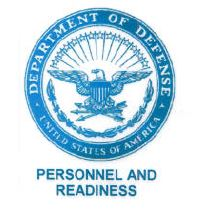 DEPARTMENT OF DEFENSE
UNITED STATES OF AMERICA
PERSONNEL AND
READINESS